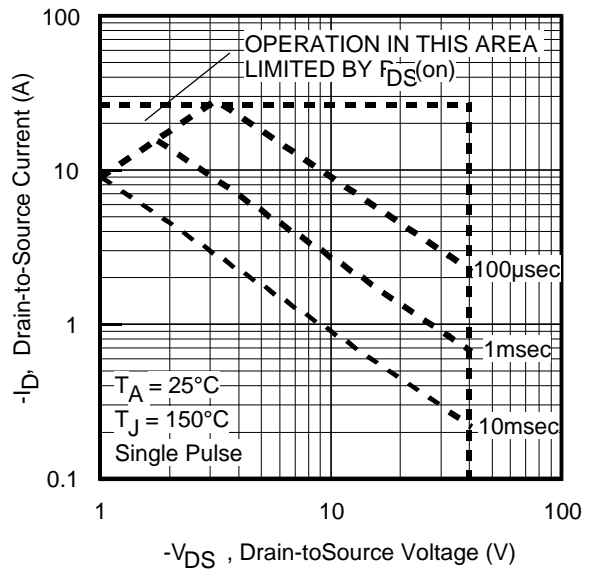 100
OPERATION IN THIS AREA
LIMITED BY RDS(on)
10
1
0.1
-ID, Drain-to-Source Current (A)
100µsec
1msec
10msec
TA = 25°C
TJ = 150°C
Single Pulse
1
10
100
-VDS , Drain-toSource Voltage (V)